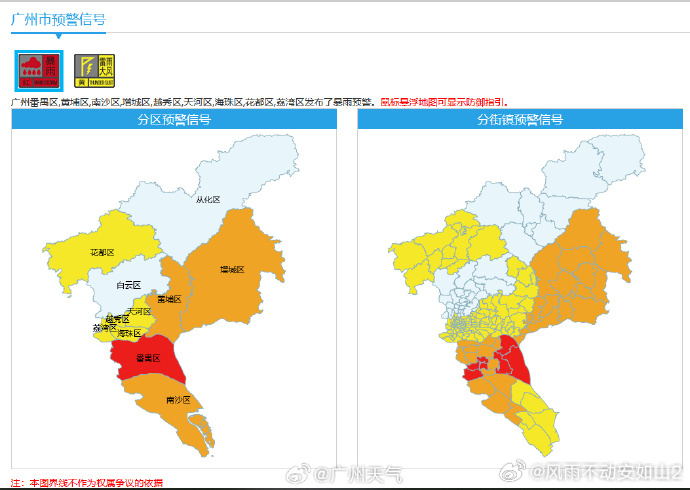 广州市预警信号
暴雨
红
雷雨大风
黄 THUNDER GUST
广州番禺区,黄埔区,南沙区,增城区,越秀区,天河区,海珠区,花都区,荔湾区发布了暴雨预警。鼠标悬浮地图可显示防御指引。
分区预警信号
分街镇预警信号
从化区
花都区
增城区
白云区
黄埔区
天河区
越秀区
荔湾区
海珠区
番禺区
南沙区
@广州天气
@风雨不动安如山2
注：本图界线不作为权属争议的依据